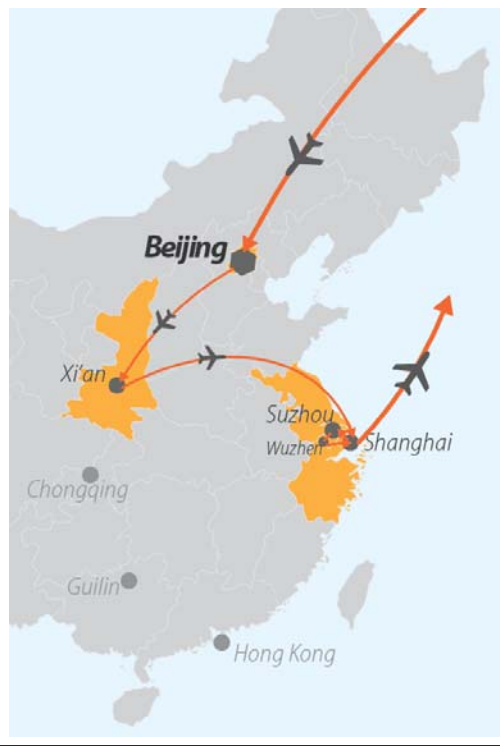 Beijing
Xi'an
Suzhou
Wuzhen
Shanghai
Chongqing
Guilin
Hong Kong